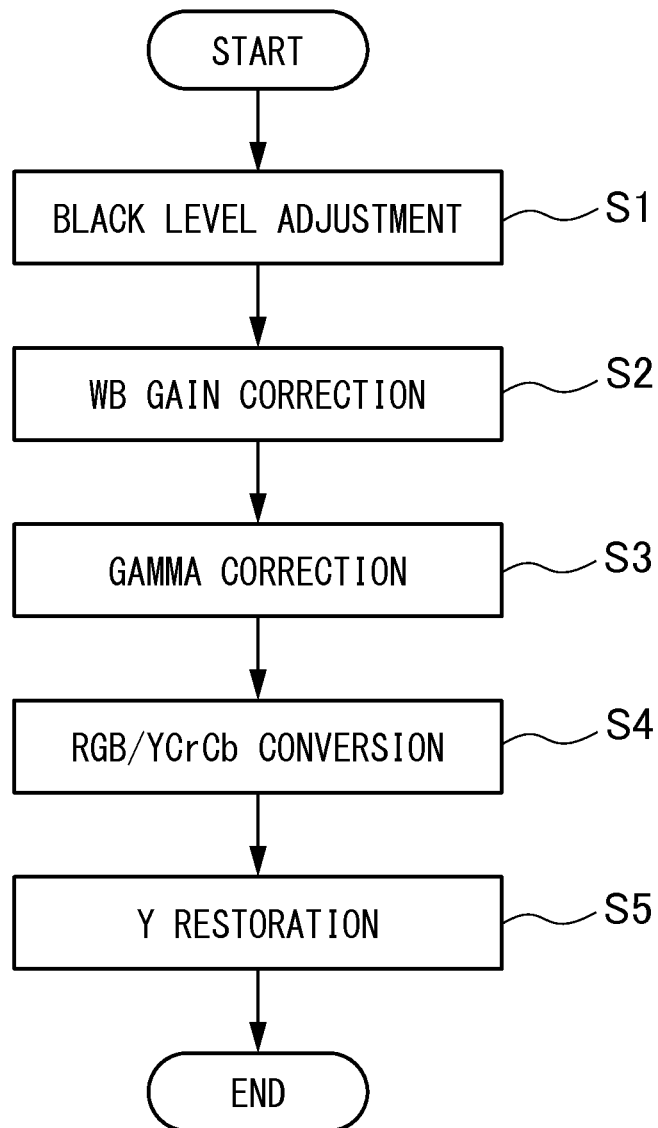 START
BLACK LEVEL ADJUSTMENT
S1
WB GAIN CORRECTION
S2
GAMMA CORRECTION
S3
RGB/YCrCb CONVERSION
S4
Y RESTORATION
S5
END